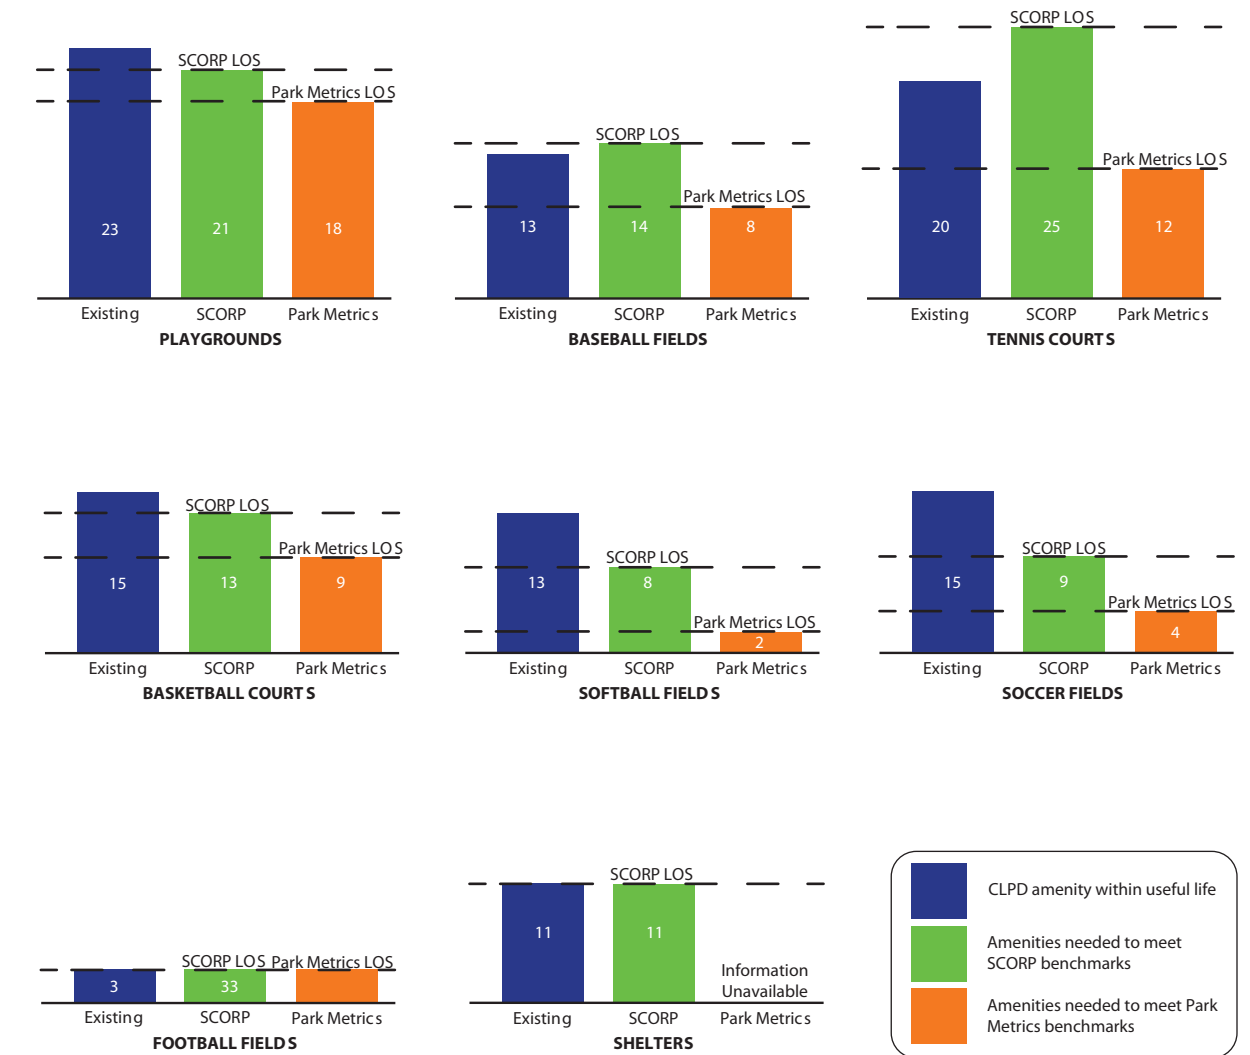 SCORP LOS
Park Metrics LOS
23
21
18
Existing
SCORP
Park Metrics
PLAYGROUNDS
SCORP LOS
Park Metrics LOS
13
14
8
Existing
SCORP
Park Metrics
BASEBALL FIELDS
SCORP LOS
Park Metrics LOS
20
25
12
Existing
SCORP
Park Metrics
TENNIS COURTS
SCORP LOS
Park Metrics LOS
15
13
9
Existing
SCORP
Park Metrics
BASKETBALL COURTS
SCORP LOS
Park Metrics LOS
13
8
2
Existing
SCORP
Park Metrics
SOFTBALL FIELDS
SCORP LOS
Park Metrics LOS
15
9
4
Existing
SCORP
Park Metrics
SOCCER FIELDS
SCORP LOS
Park Metrics LOS
3
33
Existing
SCORP
Park Metrics
FOOTBALL FIELDS
SCORP LOS
11
11
Information
Unavailable
Existing
SCORP
Park Metrics
SHELTERS
CLPD amenity within useful life
Amenities needed to meet
SCORP benchmarks
Amenities needed to meet Park
Metrics benchmarks